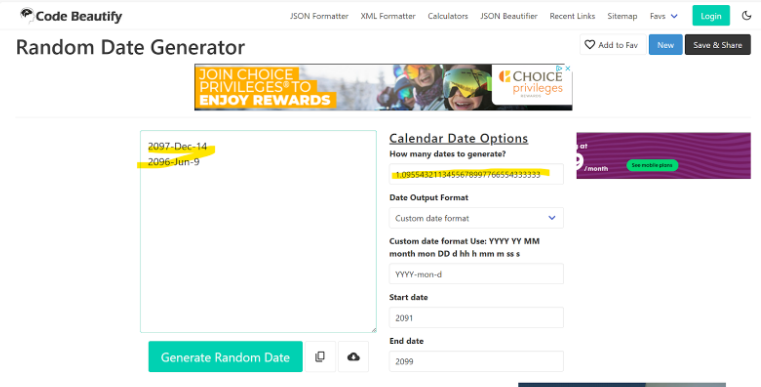 Code Beautify
JSON Formatter XML Formatter Calculators JSON Beautifier Recent Links Sitemap Favs Login
Random Date Generator
Add to Fav New Save & Share
JOIN CHOICE
PRIVILEGES® TO
ENJOY REWARDS
CHOICE
privileges
REWARDS
2097-Dec-14
2096-Jun-9
Calendar Date Options
How many dates to generate?
Date Output Format
Custom date format
Custom date format Use: YYYY YY MM
month mon DD d hh h mm m ss s
YYYY-mon-d
Start date
2091
End date
2099
Generate Random Date
at
/month
See mobile plans